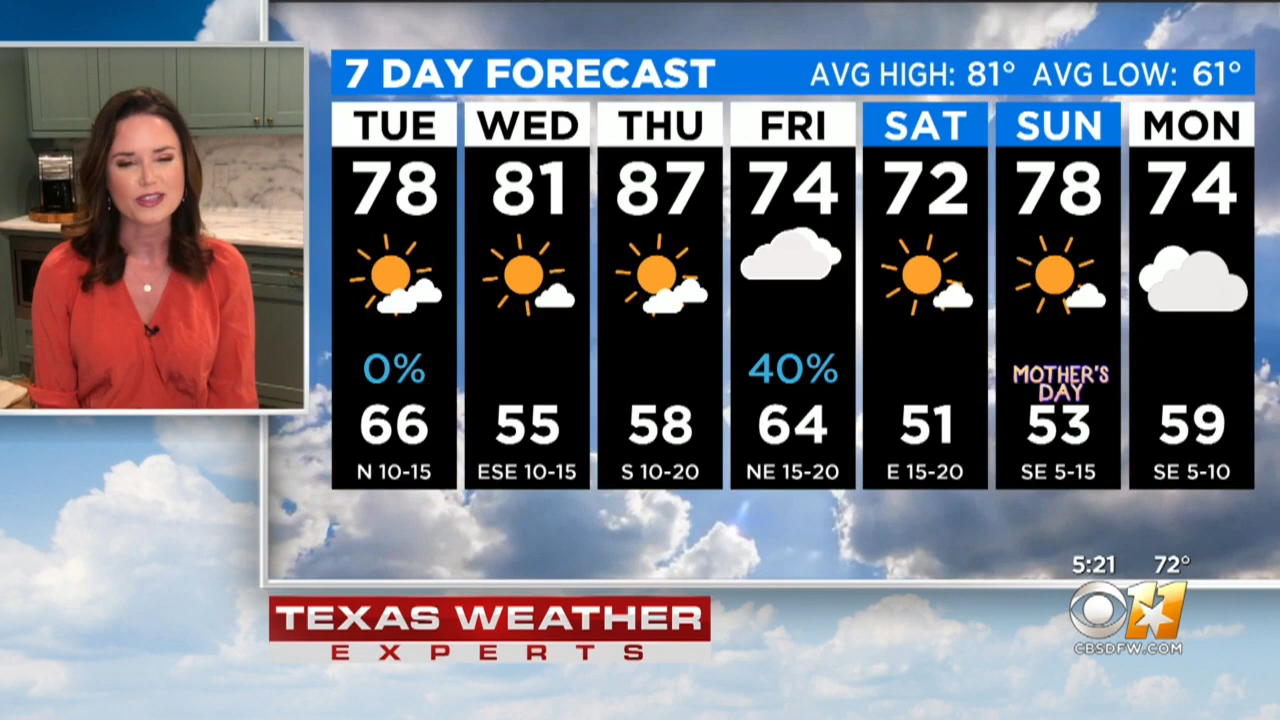 7 DAY FORECAST AVG HIGH: 81° AVG LOW: 61°
TUE WED THU FRI SAT SUN MON
78 81 87 74 72 78 74
0% 40%
MOTHER'S
DAY
66 55 58 64 51 53 59
N 10-15 ESE 10-15 S 10-20 NE 15-20 E 15-20 SE 5-15 SE 5-10
5:21 72°
11
CBSDFW.COM
TEXAS WEATHER
EXPERTS